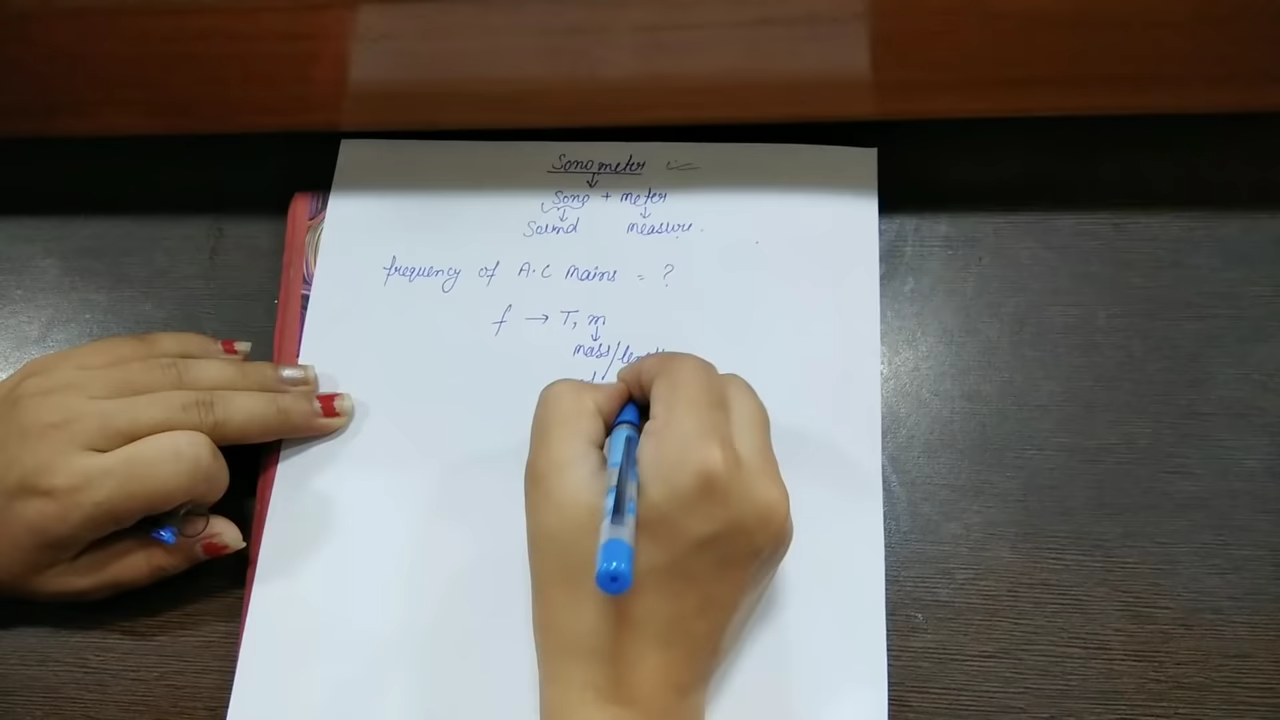 Sonometer
Sono + meter
Sound measure.
frequency of A.C Mains = ?
f → T, m
mass/